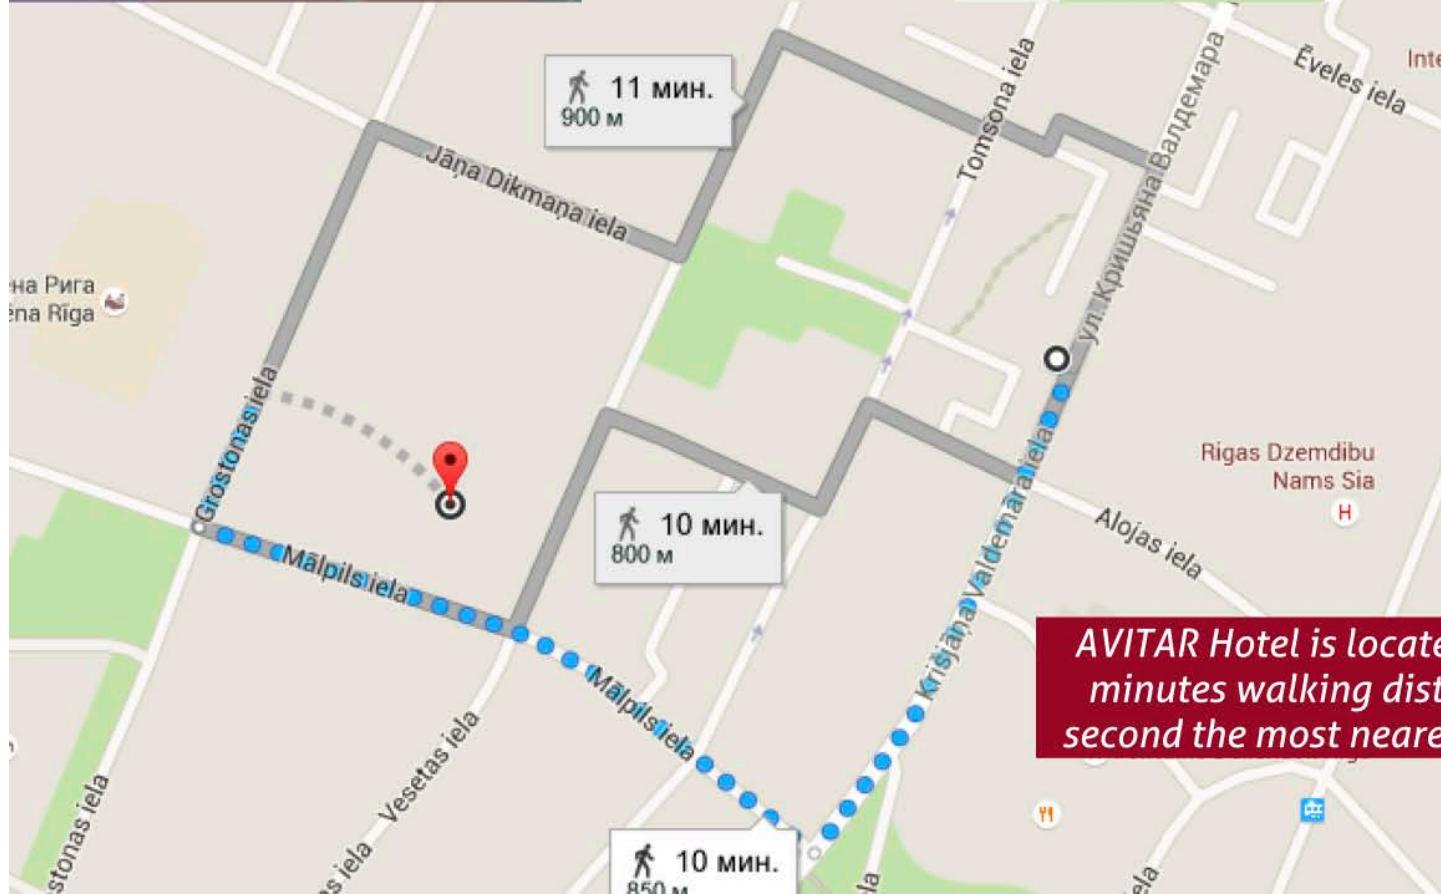 11 мин.
900 м
Jāņa Dikmaņa iela
Tomsona iela
ул. Кришьяна Валдемара
Ēveles iela
Inte
на Рига
ēna Rīga
Grostonas iela
Mālpils iela
10 мин.
800 м
Krišjāņa Valdemāra iela
Rigas Dzemdibu
Nams Sia
H
Alojas iela
AVITAR Hotel is locate
minutes walking dist
second the most neare
Mālpils iela
Vesetas iela
stonas iela
s iela
10 мин.
850 м
la
ela